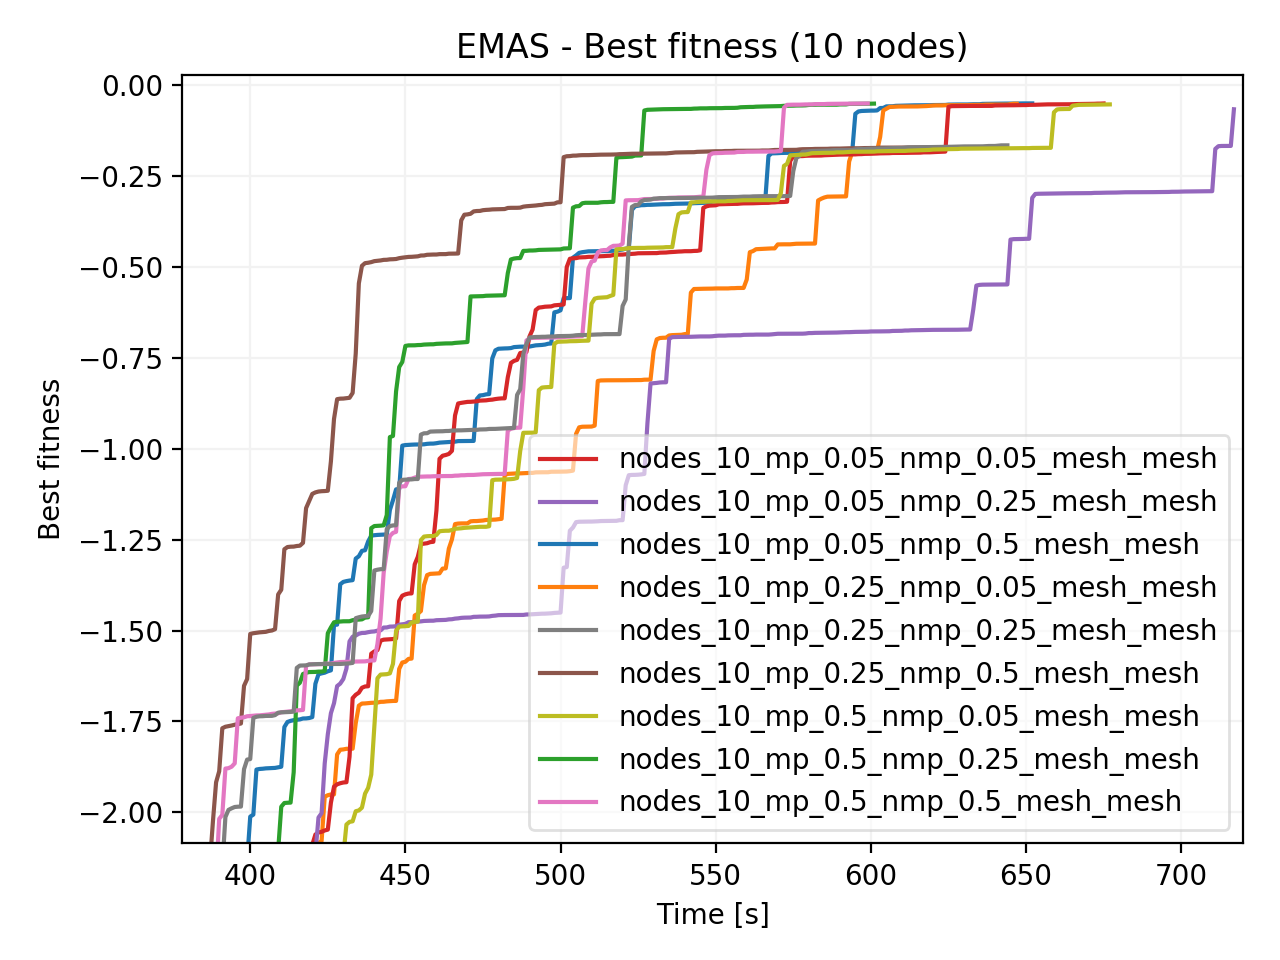 EMAS - Best fitness (10 nodes)
0.00
−0.25
−0.50
−0.75
−1.00
−1.25
−1.50
−1.75
−2.00
Best fitness
nodes_10_mp_0.05_nmp_0.05_mesh_mesh
nodes_10_mp_0.05_nmp_0.25_mesh_mesh
nodes_10_mp_0.05_nmp_0.5_mesh_mesh
nodes_10_mp_0.25_nmp_0.05_mesh_mesh
nodes_10_mp_0.25_nmp_0.25_mesh_mesh
nodes_10_mp_0.25_nmp_0.5_mesh_mesh
nodes_10_mp_0.5_nmp_0.05_mesh_mesh
nodes_10_mp_0.5_nmp_0.25_mesh_mesh
nodes_10_mp_0.5_nmp_0.5_mesh_mesh
400 450 500 550 600 650 700
Time [s]